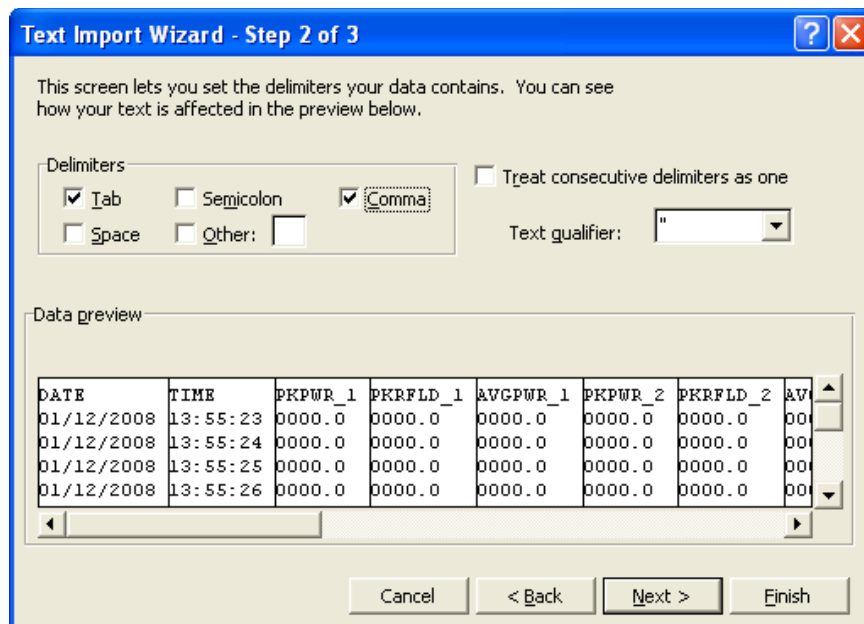 Text Import Wizard - Step 2 of 3
This screen lets you set the delimiters your data contains.  You can see
how your text is affected in the preview below.
Delimiters
Tab Semicolon Comma
Space Other:
Treat consecutive delimiters as one
Text qualifier: "
Data preview
DATE TIME PKPWR_1 PKRFLD_1 AVGPWR_1 PKPWR_2 PKRFLD_2 AV
01/12/2008 13:55:23 0000.0 0000.0 0000.0 0000.0 0000.0 00
01/12/2008 13:55:24 0000.0 0000.0 0000.0 0000.0 0000.0 00
01/12/2008 13:55:25 0000.0 0000.0 0000.0 0000.0 0000.0 00
01/12/2008 13:55:26 0000.0 0000.0 0000.0 0000.0 0000.0 00
Cancel < Back Next > Finish